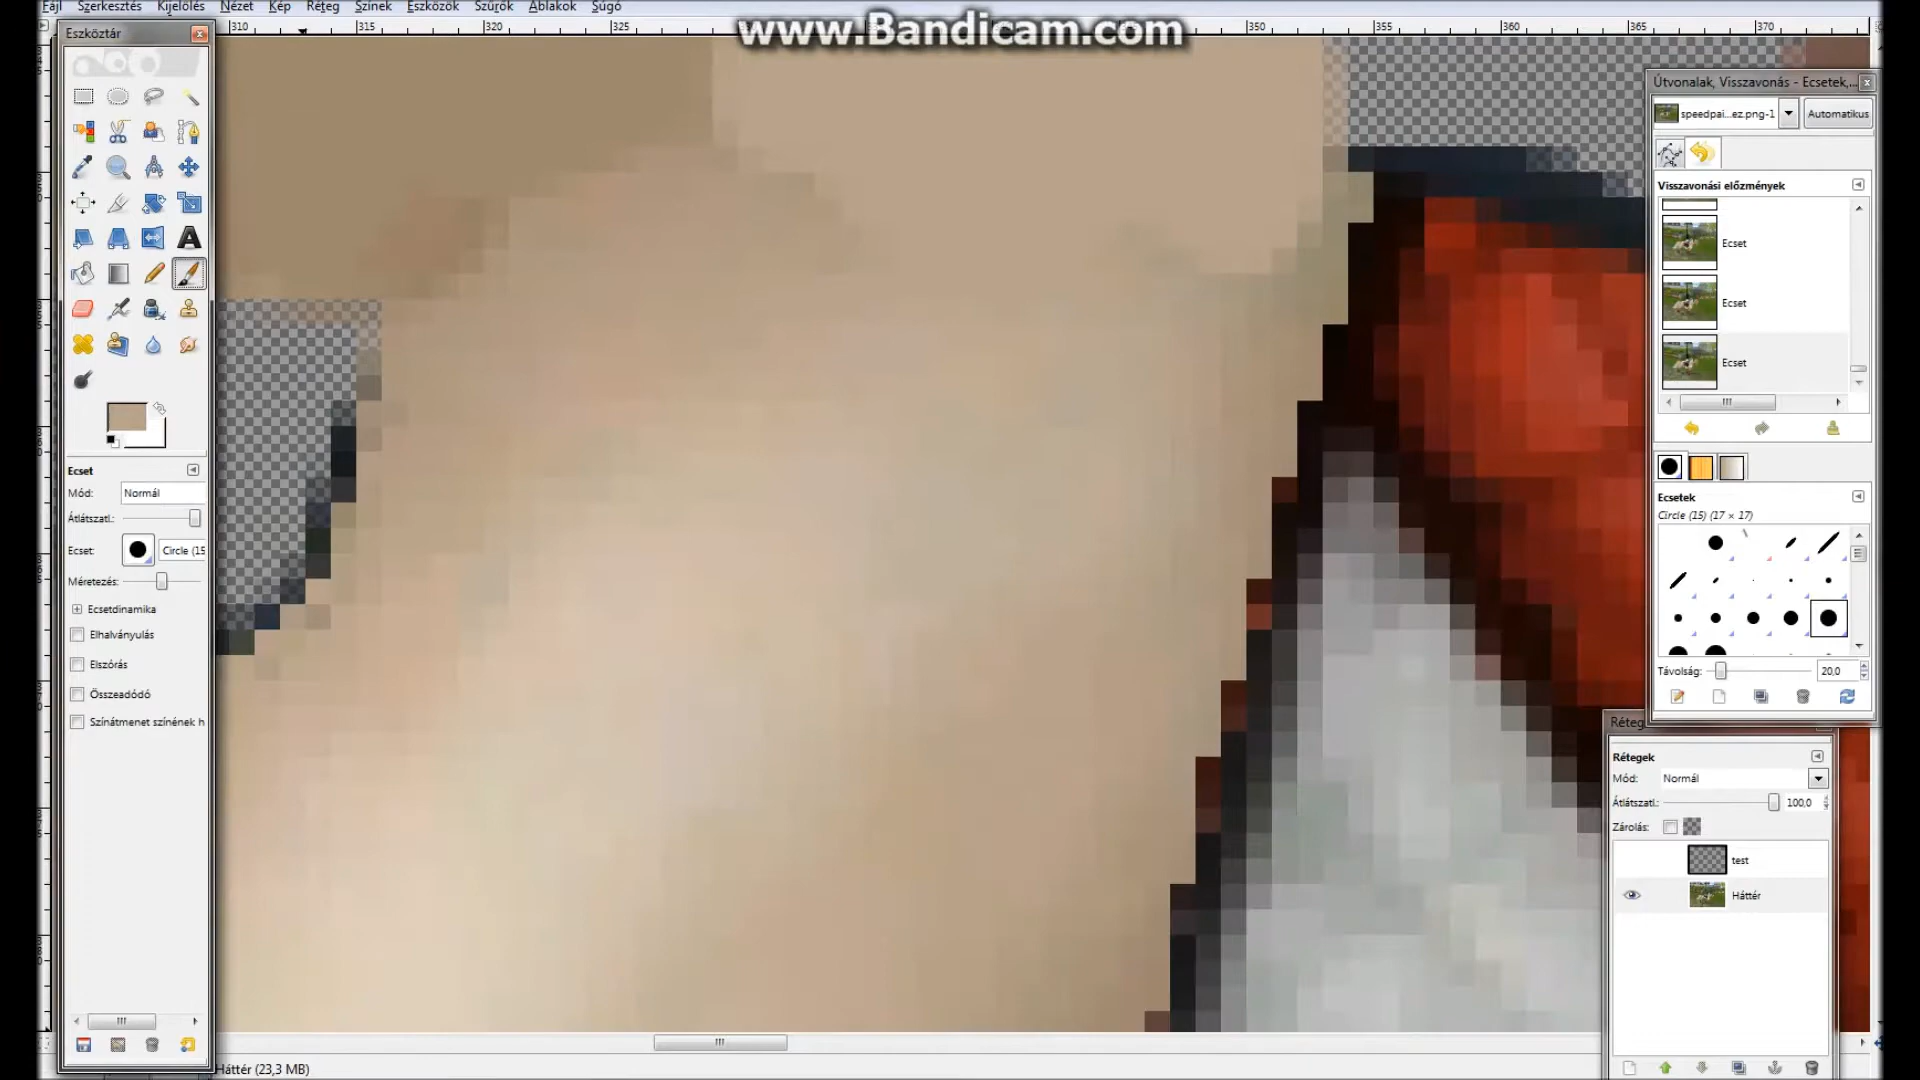 Fájl Szerkesztés Kijelölés Nézet Kép Réteg Színek Eszközök Szűrők Ablakok Súgó
www.Bandicam.com
310 315 320 325 350 355 360 365 370
Eszköztár
Útvonalak, Visszavonás - Ecsetek,...
speedpai...ez.png-1
Automatikus
Visszavonási előzmények
Ecset
Ecset
Ecset
Ecset
Mód: Normál
Átlátszatl.:
Ecset: Circle (15
Méretezés:
Ecsetdinamika
Elhalványulás
Elszórás
Összeadódó
Színátmenet színének h
Ecsetek
Circle (15) (17 × 17)
Távolság: 20,0
Réteg
Rétegek
Mód: Normál
Átlátszatl.: 100,0
Zárolás:
test
Háttér
Háttér (23,3 MB)